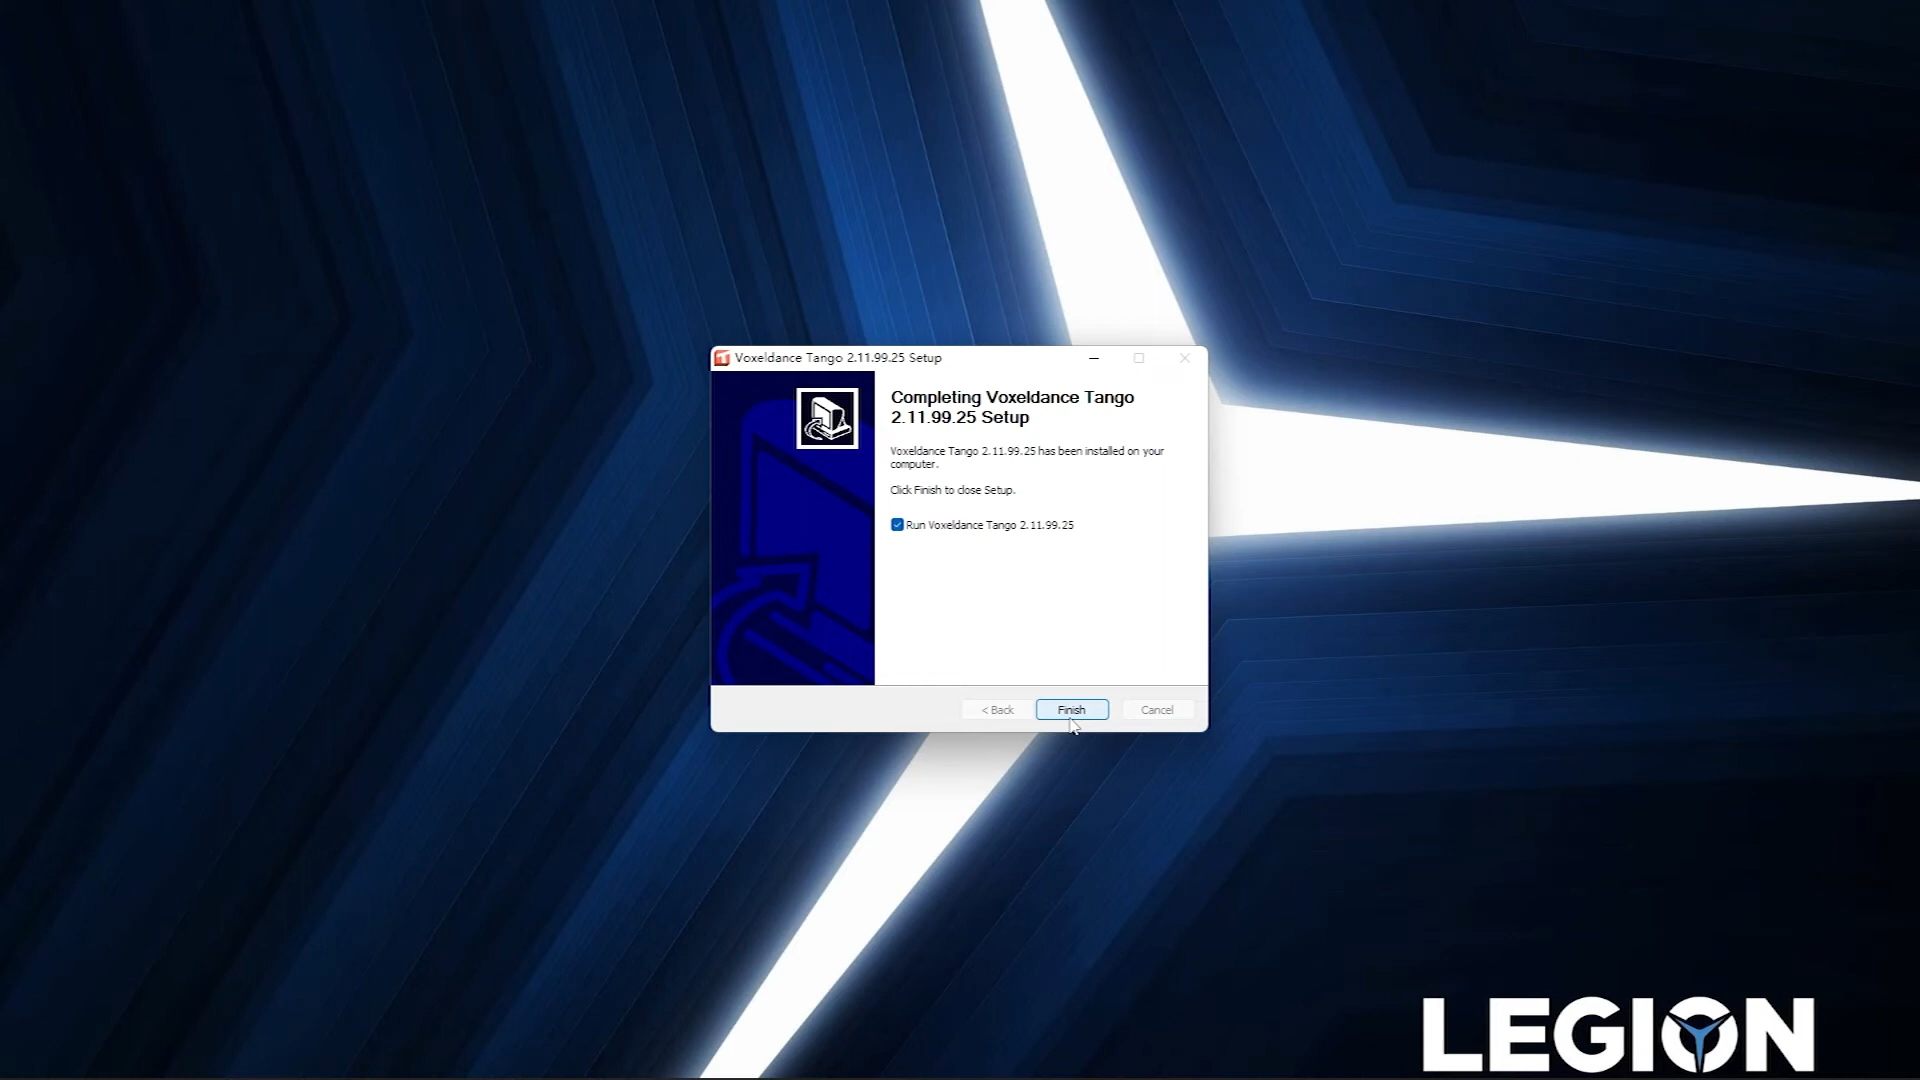 Voxeldance Tango 2.11.99.25 Setup
Completing Voxeldance Tango
2.11.99.25 Setup
Voxeldance Tango 2.11.99.25 has been installed on your
computer.
Click Finish to close Setup.
Run Voxeldance Tango 2.11.99.25
< Back
Finish
Cancel
LEGION